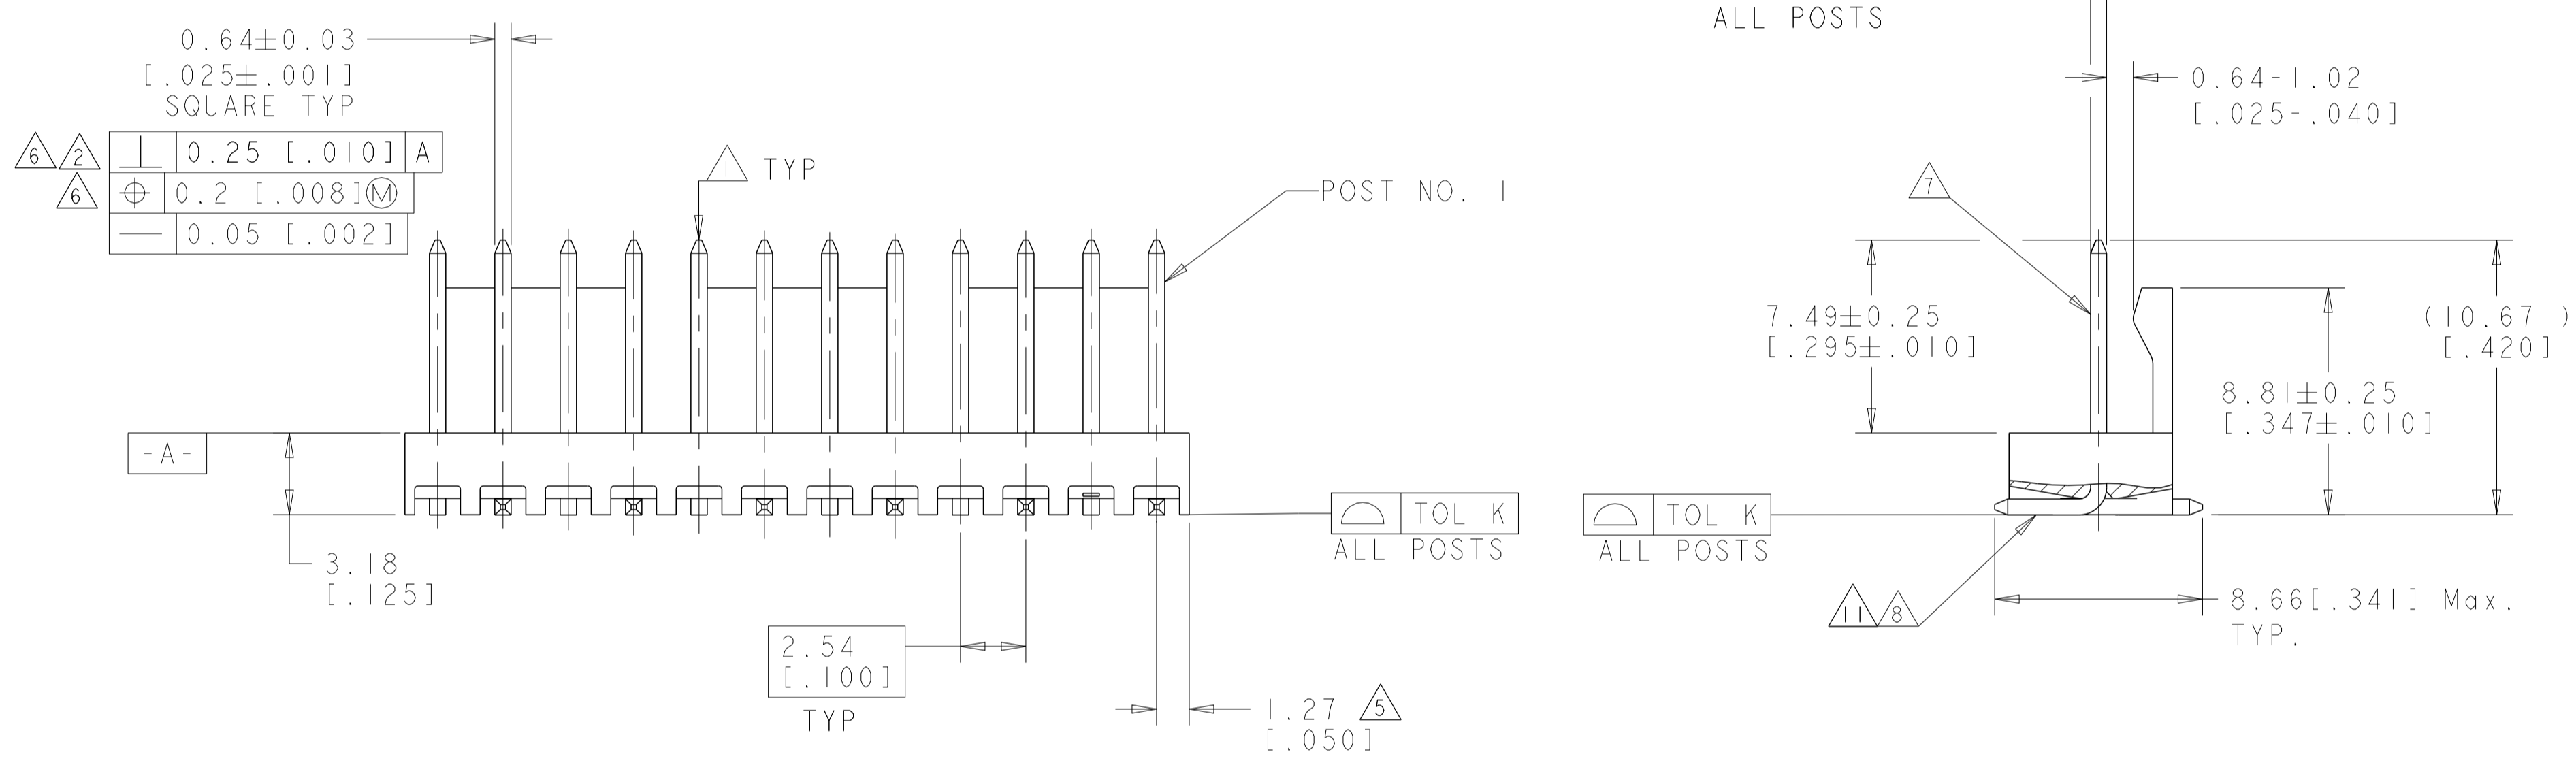 ALL POSTS
0.64±0.03
[.025±.001]
SQUARE TYP
0.64-1.02
[.025-.040]
6 2 ⊥ 0.25 [.010] A
6 ⌖ 0.2 [.008]Ⓜ
— 0.05 [.002]
1 TYP
POST NO. 1
7
7.49±0.25
[.295±.010]
(10.67 )
[.420]
8.81±0.25
[.347±.010]
-A-
3.18
[.125]
⌓ TOL K
ALL POSTS
⌓ TOL K
ALL POSTS
11 8
8.66[.341] Max.
TYP.
2.54
[.100]
TYP
1.27 5
[.050]